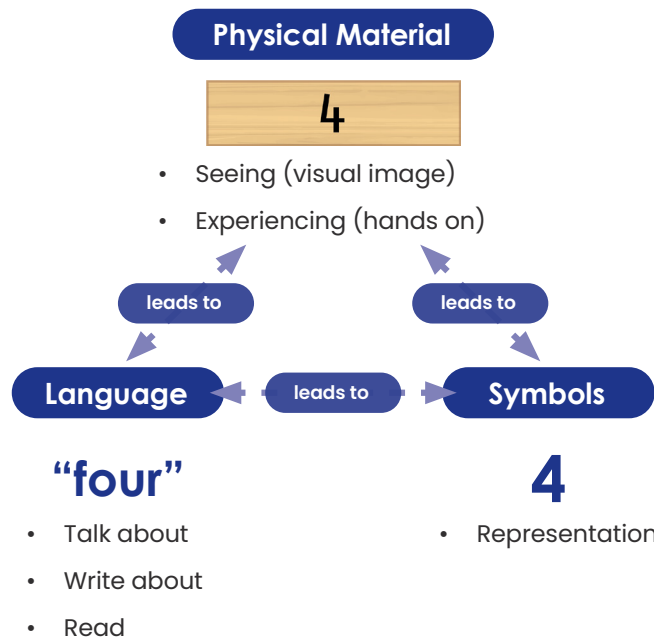 Physical Material
4
• Seeing (visual image)
• Experiencing (hands on)
leads to
leads to
Language
leads to
Symbols
“four”
4
• Talk about
• Representation
• Write about
• Read